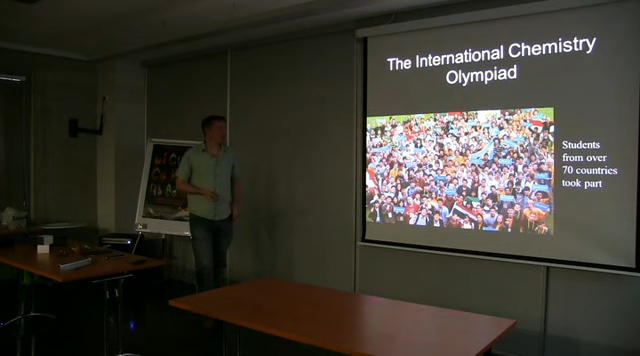 The International Chemistry
Olympiad
Students
from over
70 countries
took part